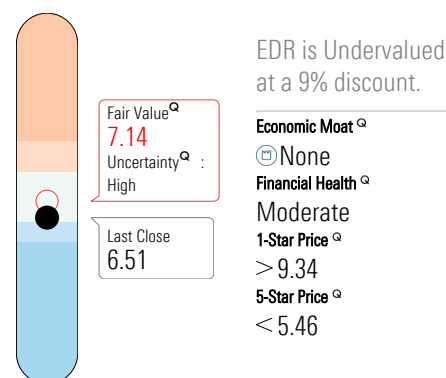 EDR is Undervalued
at a 9% discount.
Fair Value Q
7.14
Uncertainty Q :
High
Last Close
6.51
Economic Moat Q
None
Financial Health Q
Moderate
1-Star Price Q
> 9.34
5-Star Price Q
< 5.46